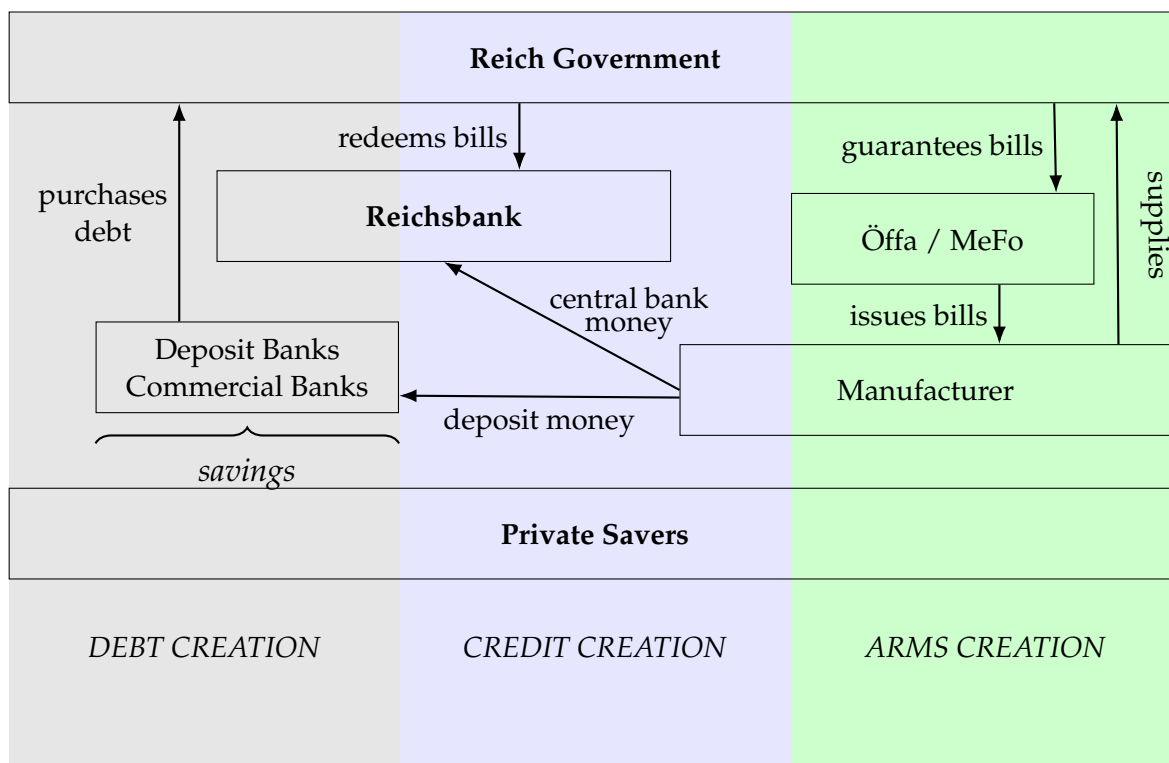 Reich Government
redeems bills
guarantees bills
purchases
debt
supplies
Reichsbank
Öffa / MeFo
central bank
money
issues bills
Deposit Banks
Commercial Banks
Manufacturer
deposit money
savings
Private Savers
DEBT CREATION
CREDIT CREATION
ARMS CREATION